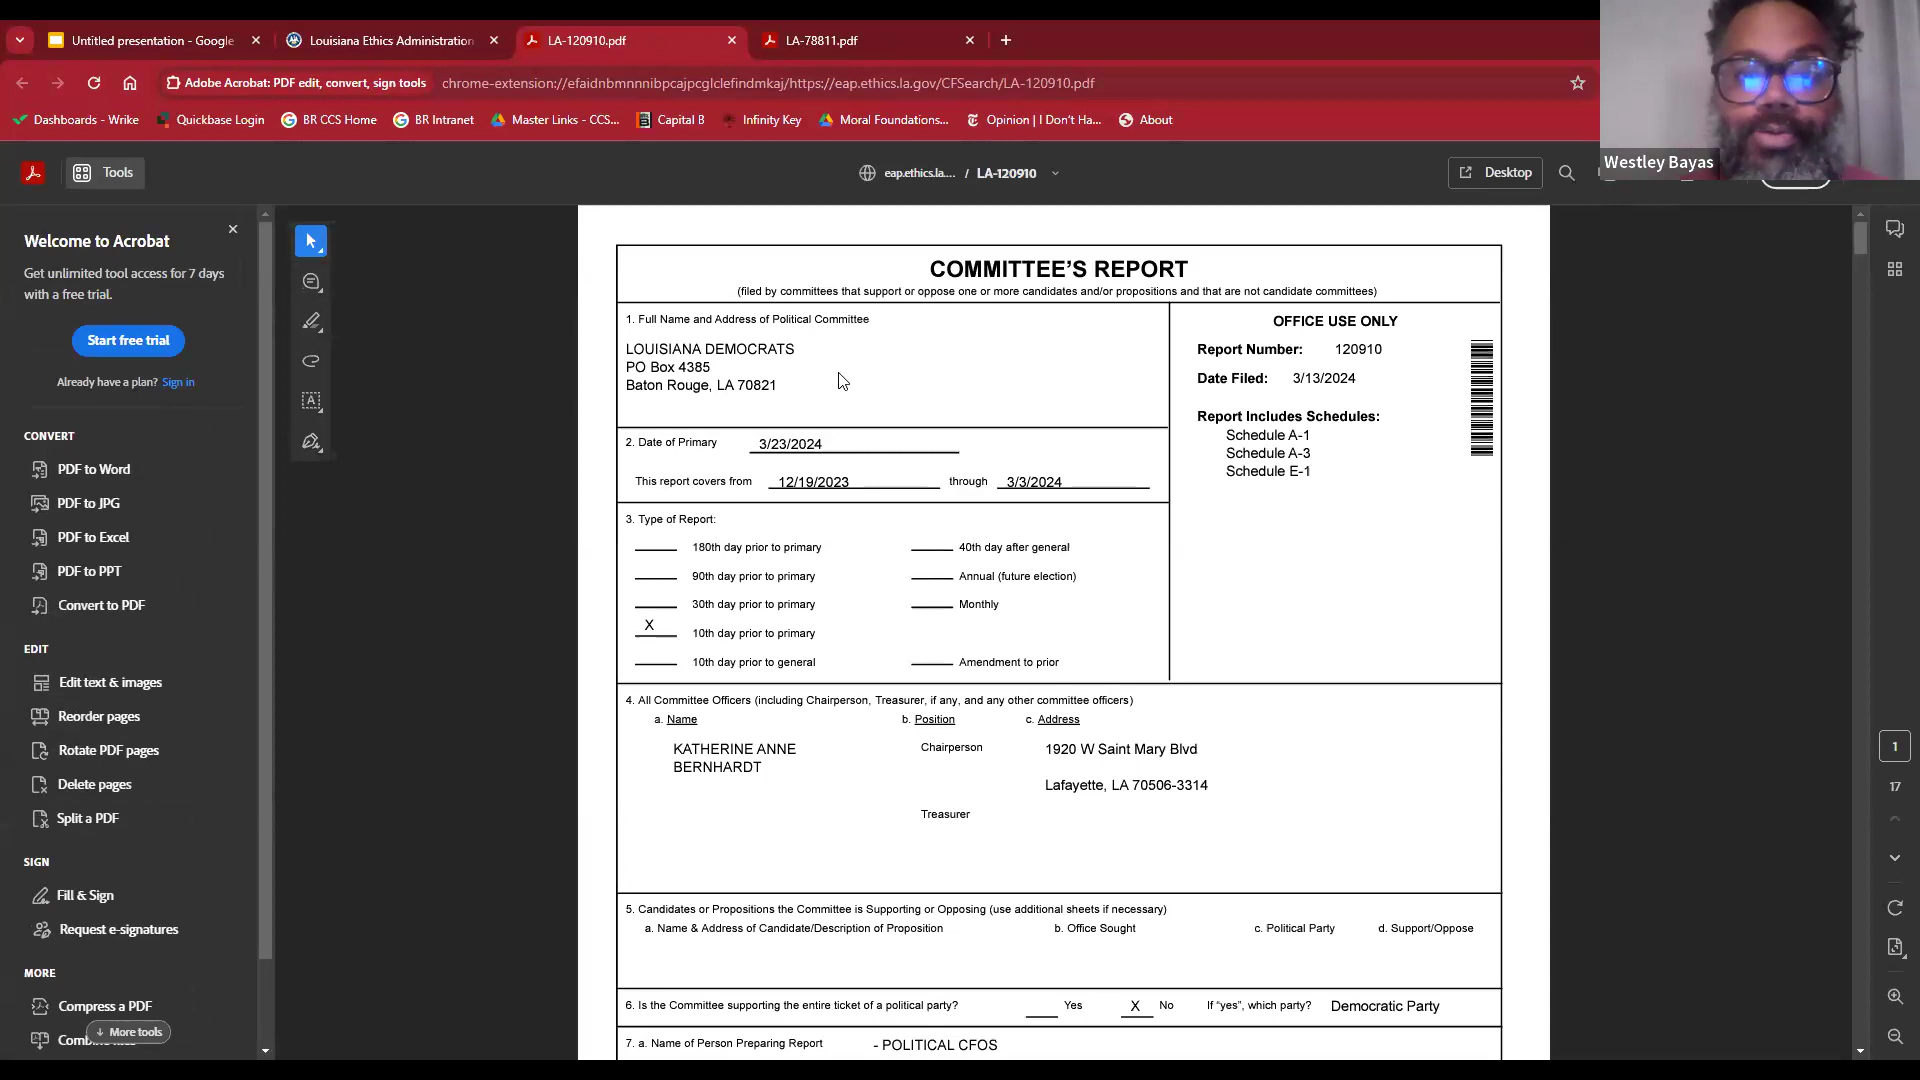 Untitled presentation - Google
Louisiana Ethics Administration
LA-120910.pdf
LA-78811.pdf
Adobe Acrobat: PDF edit, convert, sign tools
chrome-extension://efaidnbmnnnibpcajpcglclefindmkaj/https://eap.ethics.la.gov/CFSearch/LA-120910.pdf
Dashboards - Wrike
Quickbase Login
BR CCS Home
BR Intranet
Master Links - CCS...
Capital B
Infinity Key
Moral Foundations...
Opinion | I Don't Ha...
About
Westley Bayas
Tools
eap.ethics.la.... / LA-120910
Desktop
Welcome to Acrobat
Get unlimited tool access for 7 days
with a free trial.
Start free trial
Already have a plan? Sign in
CONVERT
PDF to Word
PDF to JPG
PDF to Excel
PDF to PPT
Convert to PDF
EDIT
Edit text & images
Reorder pages
Rotate PDF pages
Delete pages
Split a PDF
SIGN
Fill & Sign
Request e-signatures
MORE
Compress a PDF
More tools
COMMITTEE'S REPORT
(filed by committees that support or oppose one or more candidates and/or propositions and that are not candidate committees)
1. Full Name and Address of Political Committee
LOUISIANA DEMOCRATS
PO Box 4385
Baton Rouge, LA 70821
OFFICE USE ONLY
Report Number: 120910
Date Filed: 3/13/2024
Report Includes Schedules:
Schedule A-1
Schedule A-3
Schedule E-1
2. Date of Primary 3/23/2024
This report covers from 12/19/2023 through 3/3/2024
3. Type of Report:
180th day prior to primary
40th day after general
90th day prior to primary
Annual (future election)
30th day prior to primary
Monthly
X 10th day prior to primary
10th day prior to general
Amendment to prior
4. All Committee Officers (including Chairperson, Treasurer, if any, and any other committee officers)
a. Name b. Position c. Address
KATHERINE ANNE
BERNHARDT
Chairperson
1920 W Saint Mary Blvd
Lafayette, LA 70506-3314
Treasurer
5. Candidates or Propositions the Committee is Supporting or Opposing (use additional sheets if necessary)
a. Name & Address of Candidate/Description of Proposition b. Office Sought c. Political Party d. Support/Oppose
6. Is the Committee supporting the entire ticket of a political party? Yes X No If "yes", which party? Democratic Party
7. a. Name of Person Preparing Report - POLITICAL CFOS
1
17